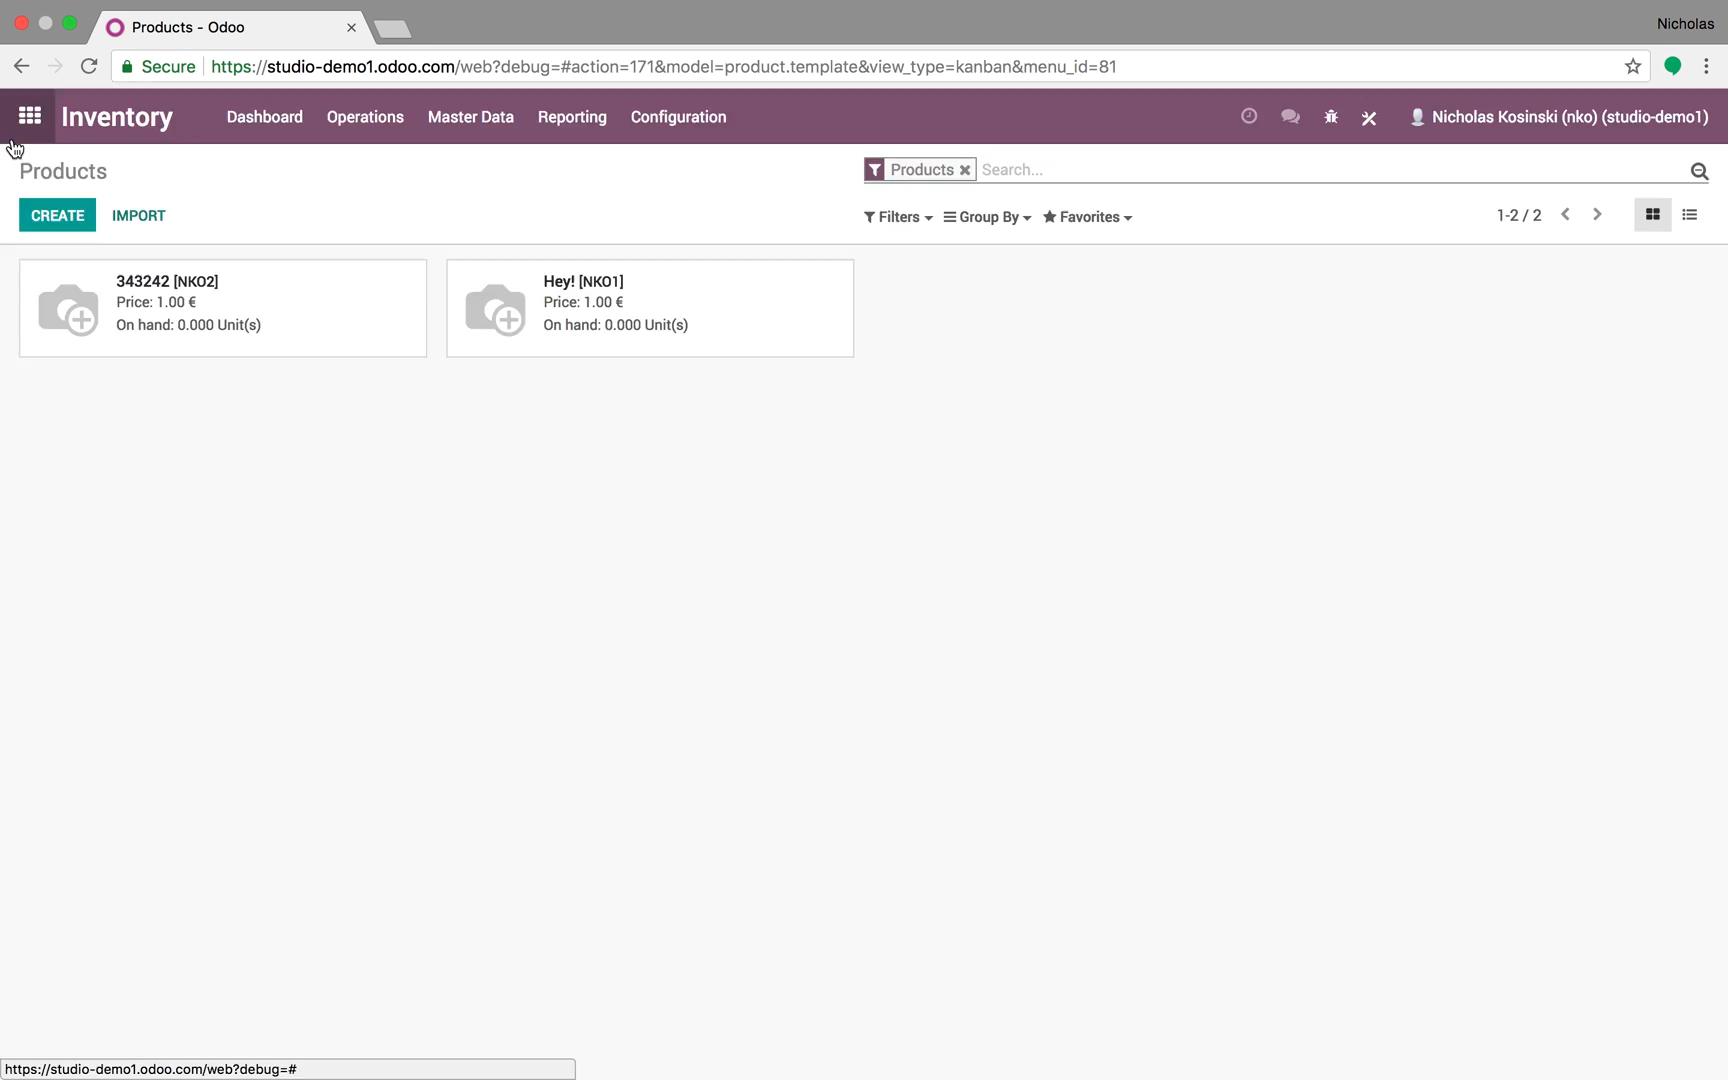 Products - Odoo
Nicholas
Secure https://studio-demo1.odoo.com/web?debug=#action=171&model=product.template&view_type=kanban&menu_id=81
Inventory Dashboard Operations Master Data Reporting Configuration Nicholas Kosinski (nko) (studio-demo1)
Products
Products Search...
CREATE IMPORT
Filters Group By Favorites 1-2 / 2
343242 [NKO2]
Price: 1.00 €
On hand: 0.000 Unit(s)
Hey! [NKO1]
Price: 1.00 €
On hand: 0.000 Unit(s)
https://studio-demo1.odoo.com/web?debug=#